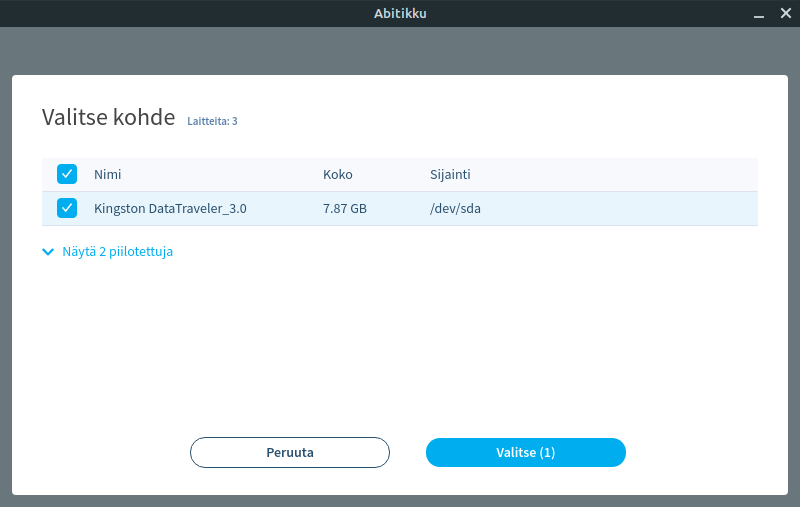 Abitikku
Valitse kohde Laitteita: 3
Nimi Koko Sijainti
Kingston DataTraveler_3.0 7.87 GB /dev/sda
Näytä 2 piilotettuja
Peruuta Valitse (1)